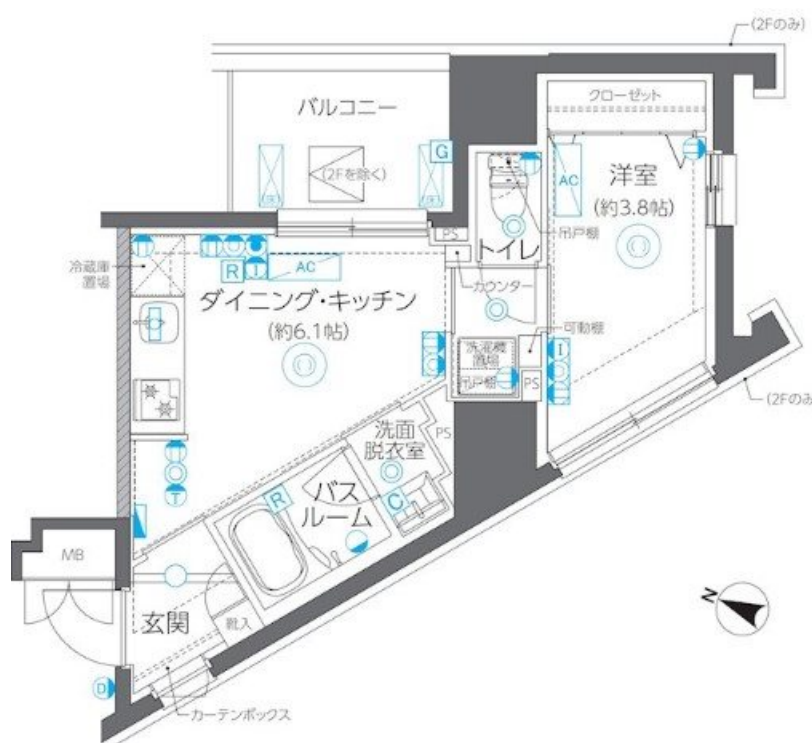 (2Fのみ)
バルコニー
クローゼット
G
(2Fを除く)
AC
洋室
(約3.8帖)
吊戸棚
トイレ
PS
冷蔵庫
置場
R
I
AC
カウンター
ダイニング・キッチン
(約6.1帖)
可動棚
洗濯機
置場
吊戸棚
PS
I
(2Fのみ)
洗面
脱衣室
PS
T
R
バス
ルーム
C
MB
玄関
靴入
N
D
カーテンボックス